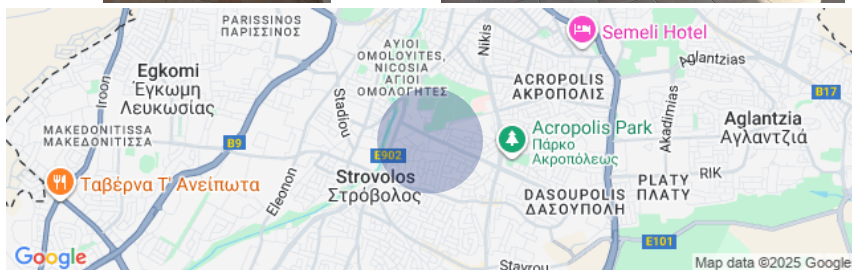 PARISSINOS
ΠΑΡΙΣΣΙΝΟΣ
Semeli Hotel
Nikis
ΑΥΙΟΙ
OMOLOYITES,
NICOSIA
ΑΓΙΟΙ
ΟΜΟΛΟΓΗΤΕΣ
Aglantzias
Egkomi
Έγκωμη
Λευκωσίας
Iroon
ACROPOLIS
ΑΚΡΟΠΟΛΙΣ
Stadiou
Akadimias
B17
Aglantzia
Αγλαντζιά
MAKEDONITISSA
ΜΑΚΕΔΟΝΙΤΙΣΣΑ
B9
Acropolis Park
Πάρκο
Ακροπόλεως
E902
Ταβέρνα Τ' Ανείπωτα
Eleonon
Strovolos
Στρόβολος
DASOUPOLIS
ΔΑΣΟΥΠΟΛΗ
PLATY
ΠΛΑΤΥ
RIK
E101
Google
Stavrou
Map data ©2025 Google